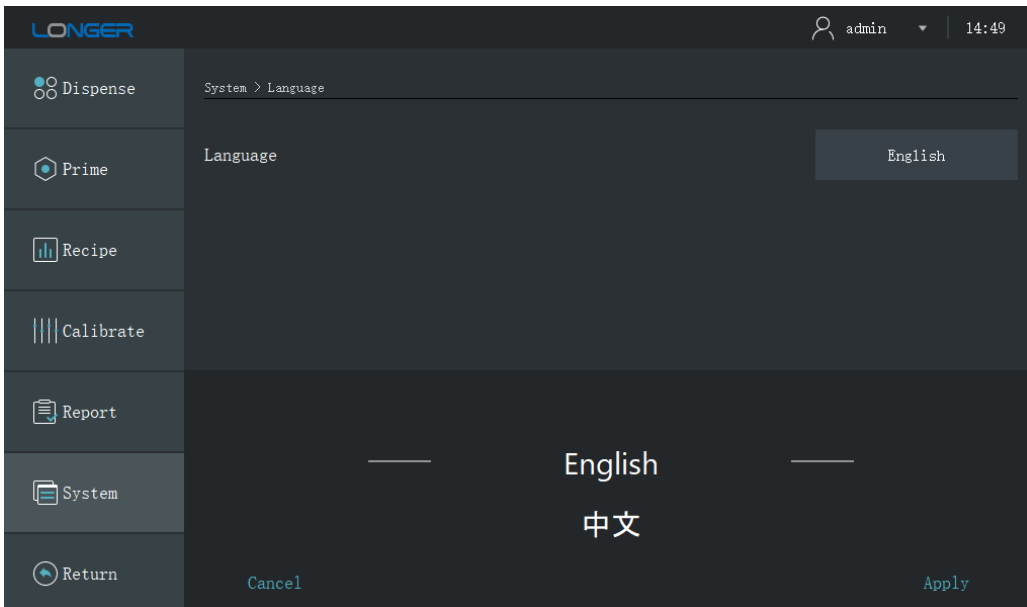 LONGER
admin
14:49
Dispense
System > Language
Prime
Language
English
Recipe
Calibrate
Report
English
System
中文
Return
Cancel
Apply